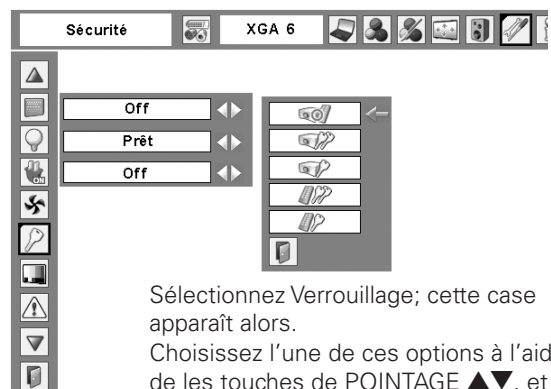 Sécurité XGA 6
Off
Prêt
Off
Sélectionnez Verrouillage; cette case
apparaît alors.
Choisissez l'une de ces options à l'aid
de les touches de POINTAGE ▲▼, et